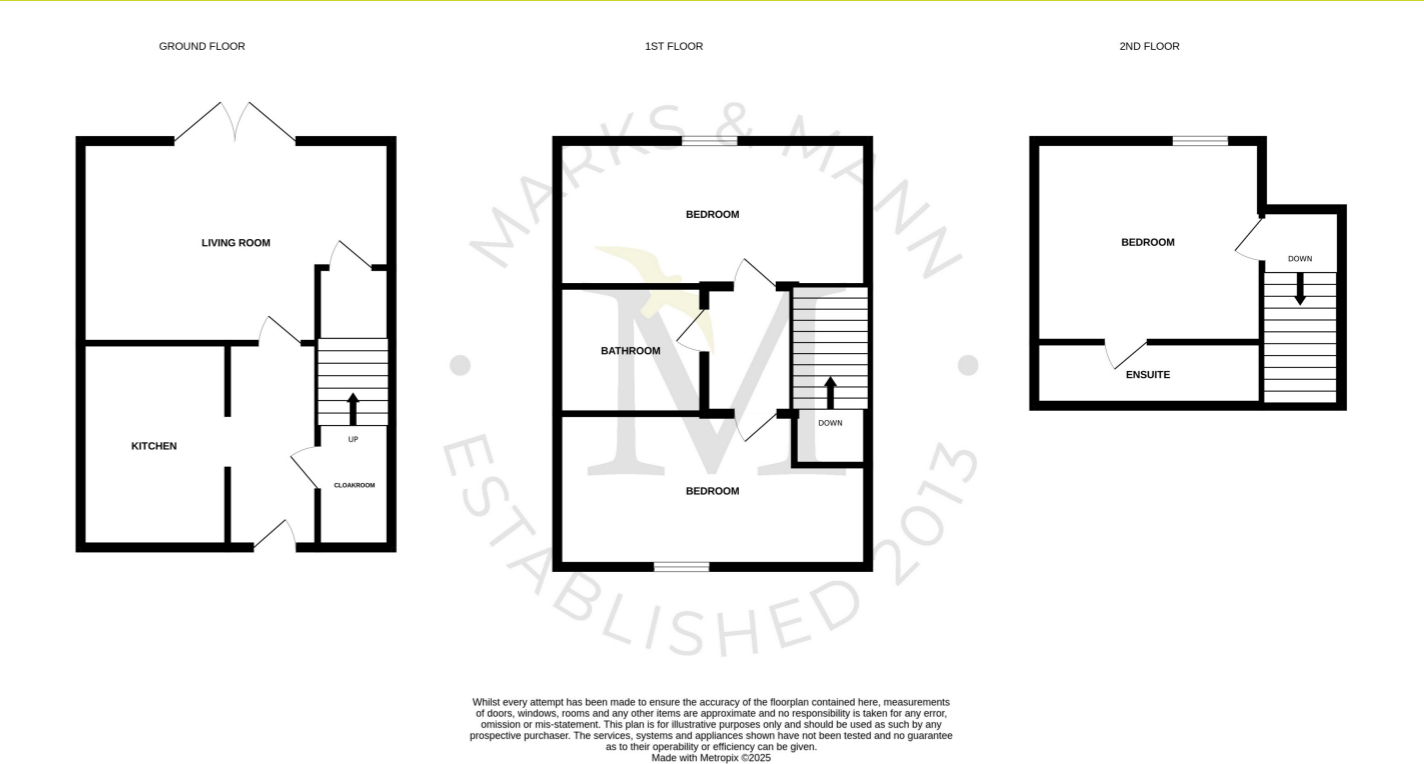 GROUND FLOOR
1ST FLOOR
2ND FLOOR
LIVING ROOM
KITCHEN
UP
CLOAKROOM
BEDROOM
BATHROOM
DOWN
BEDROOM
BEDROOM
DOWN
ENSUITE
MARKS & MANN
M
ESTABLISHED 2013
Whilst every attempt has been made to ensure the accuracy of the floorplan contained here, measurements
of doors, windows, rooms and any other items are approximate and no responsibility is taken for any error,
omission or mis-statement. This plan is for illustrative purposes only and should be used as such by any
prospective purchaser. The services, systems and appliances shown have not been tested and no guarantee
as to their operability or efficiency can be given.
Made with Metropix ©2025